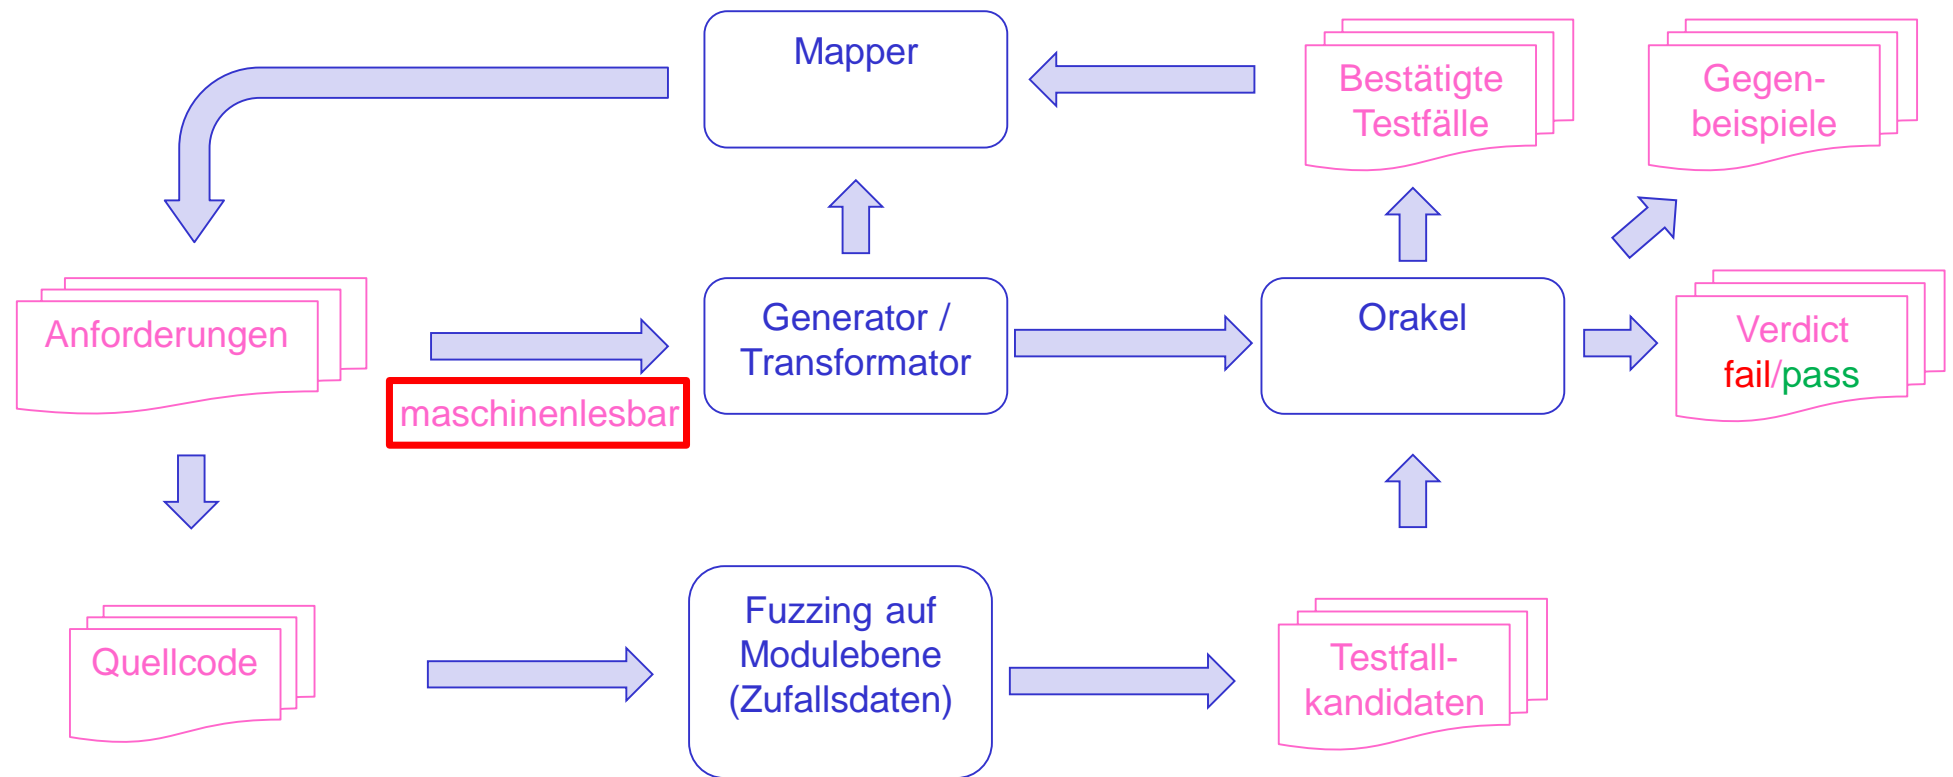 Mapper
Bestätigte
Testfälle
Gegen-
beispiele
Anforderungen
maschinenlesbar
Generator /
Transformator
Orakel
Verdict
fail/pass
Quellcode
Fuzzing auf
Modulebene
(Zufallsdaten)
Testfall-
kandidaten